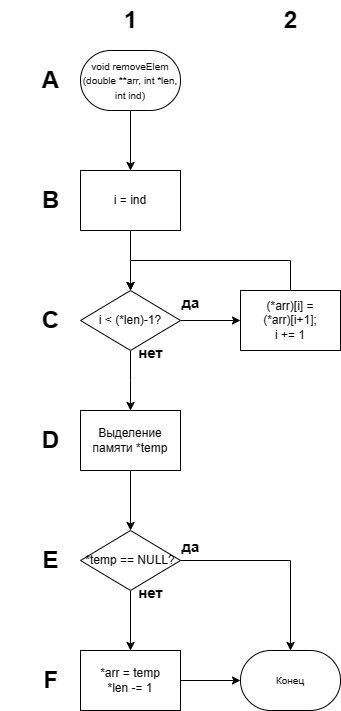 1 2
A
void removeElem
(double **arr, int *len,
int ind)
B
i = ind
C
i < (*len)-1?
да
нет
(*arr)[i] =
(*arr)[i+1];
i += 1
D
Выделение
памяти *temp
E
*temp == NULL?
да
нет
F
*arr = temp
*len -= 1
Конец